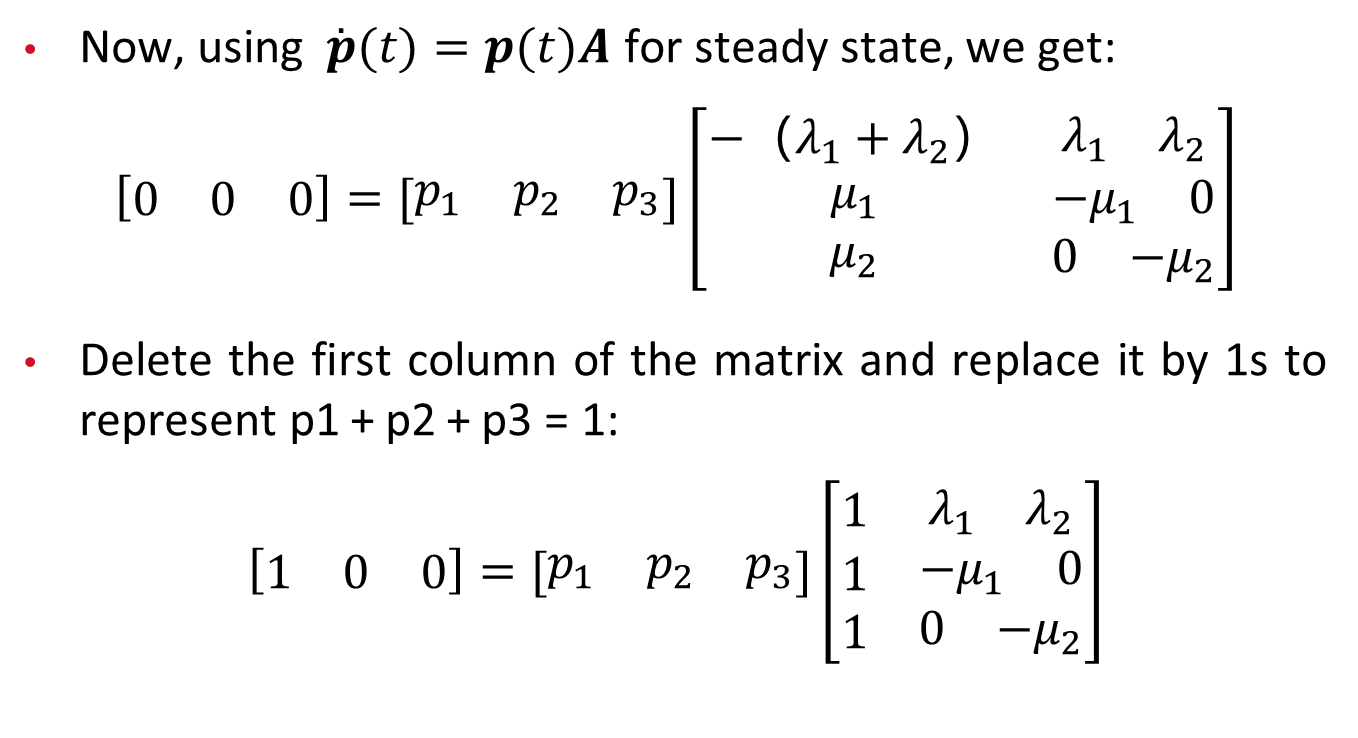 • Now, using 𝒑̇(t) = 𝒑(t)𝑨 for steady state, we get:
[0 0 0] = [p₁ p₂ p₃] [− (λ₁ + λ₂) λ₁ λ₂
μ₁ −μ₁ 0
μ₂ 0 −μ₂]
• Delete the first column of the matrix and replace it by 1s to
represent p1 + p2 + p3 = 1:
[1 0 0] = [p₁ p₂ p₃] [1 λ₁ λ₂
1 −μ₁ 0
1 0 −μ₂]